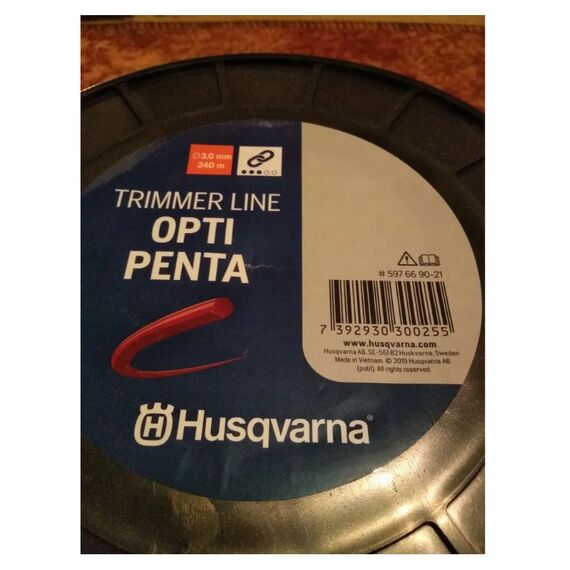 ∅3.0 mm
240 m
TRIMMER LINE
OPTI
PENTA
# 597 66 90-21
7 392930 300255
www.husqvarna.com
Husqvarna AB, SE-561 82 Huskvarna, Sweden
Made in Vietnam. © 2019 Husqvarna AB
(publ). All rights reserved.
H Husqvarna®